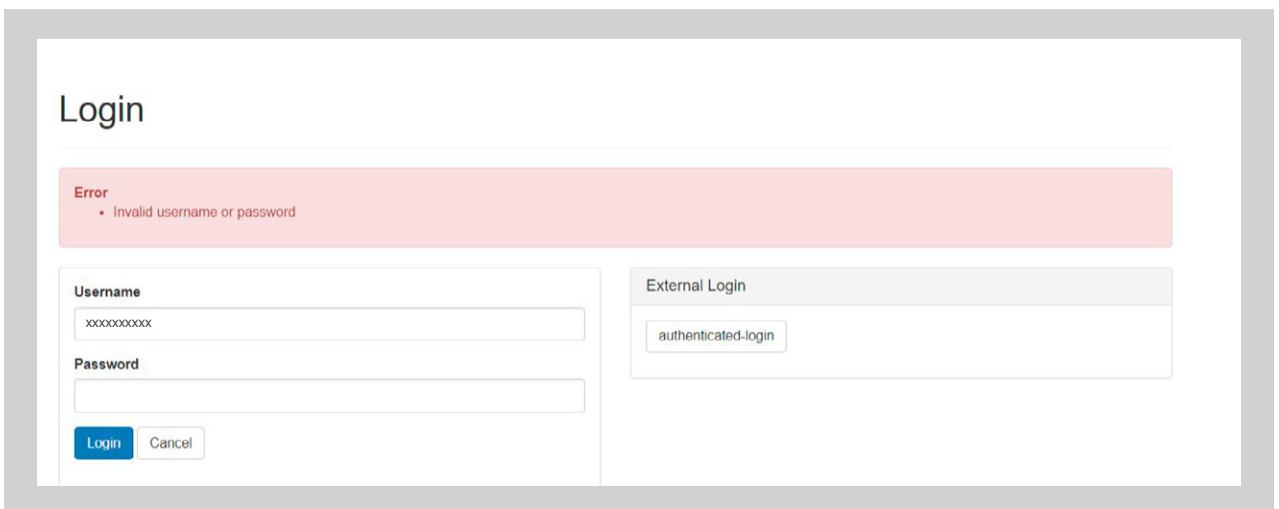 Login
Error
• Invalid username or password
Username
xxxxxxxxxx
Password
Login Cancel
External Login
authenticated-login